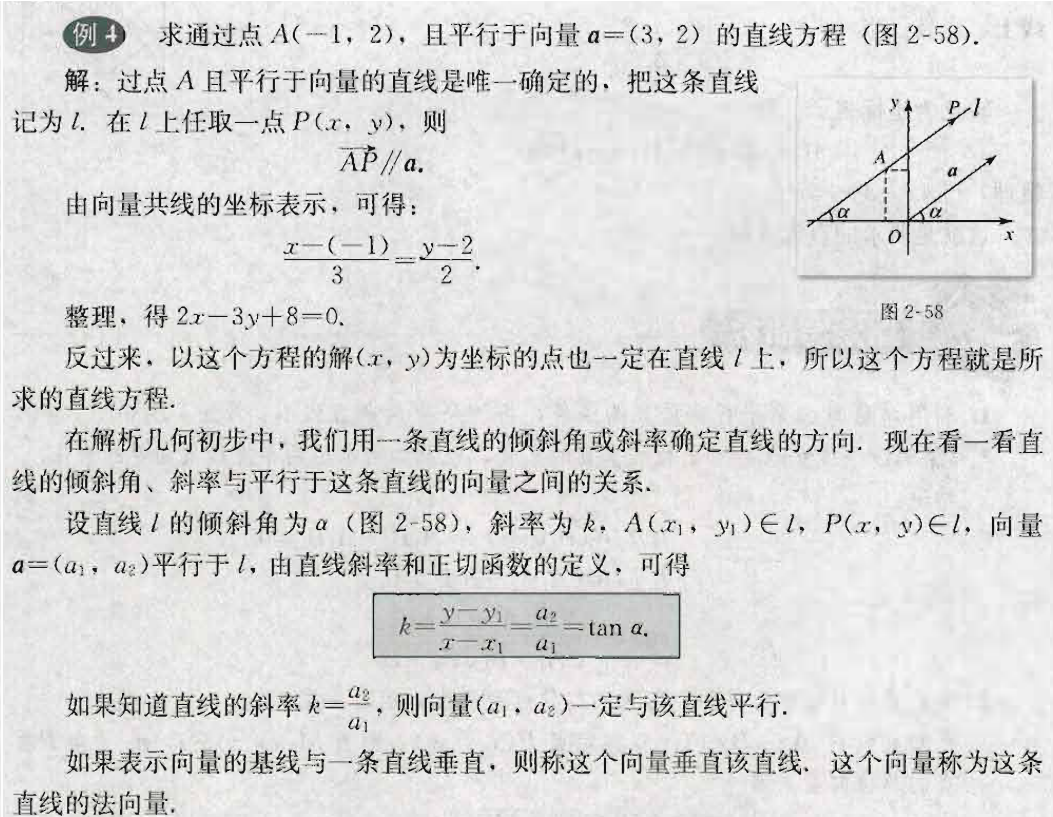 例4 求通过点 A(−1, 2),且平行于向量 a=(3, 2) 的直线方程 (图 2-58).
解:过点 A 且平行于向量的直线是唯一确定的,把这条直线
记为 l. 在 l 上任取一点 P(x, y),则
\overrightarrow{AP}∥a.
由向量共线的坐标表示,可得:
\frac{x-(-1)}{3}=\frac{y-2}{2}.
整理,得 2x−3y+8=0.
y
P
l
A
a
α
α
O
x
图 2-58
反过来,以这个方程的解(x, y)为坐标的点也一定在直线 l 上,所以这个方程就是所
求的直线方程.
在解析几何初步中,我们用一条直线的倾斜角或斜率确定直线的方向. 现在看一看直
线的倾斜角、斜率与平行于这条直线的向量之间的关系.
设直线 l 的倾斜角为 α (图 2-58),斜率为 k,A(x₁, y₁)∈l,P(x, y)∈l,向量
a=(a₁, a₂)平行于 l,由直线斜率和正切函数的定义,可得
k=\frac{y-y_1}{x-x_1}=\frac{a_2}{a_1}=tan α.
如果知道直线的斜率 k=\frac{a_2}{a_1},则向量(a₁, a₂)一定与该直线平行.
如果表示向量的基线与一条直线垂直,则称这个向量垂直该直线. 这个向量称为这条
直线的法向量.